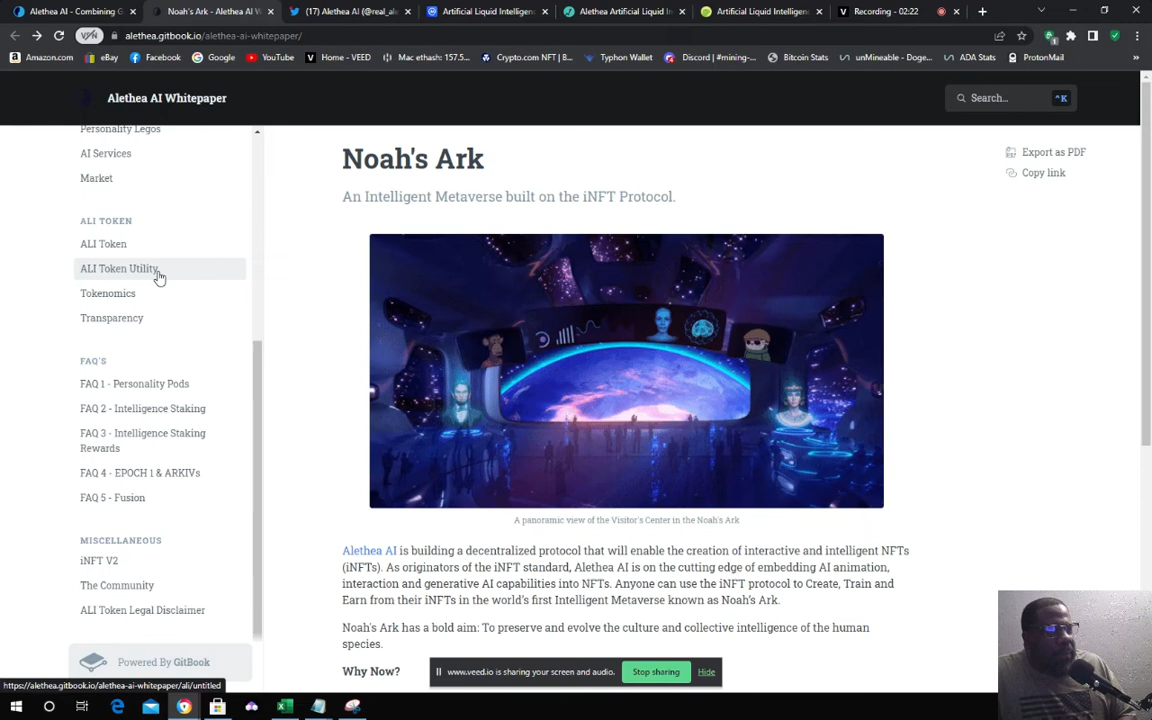 Alethea AI - Combining G
Noah's Ark - Alethea AI W
(17) Alethea AI (@real_ale
Artificial Liquid Intelligenc
Alethea Artificial Liquid In
Artificial Liquid Intelligenc
Recording - 02:22
VPN
alethea.gitbook.io/alethea-ai-whitepaper/
Amazon.com
eBay
Facebook
Google
YouTube
Home - VEED
Mac ethash: 157.5...
Crypto.com NFT | B...
Typhon Wallet
Discord | #mining-...
Bitcoin Stats
unMineable - Doge...
ADA Stats
ProtonMail
Alethea AI Whitepaper
Search...
^K
Personality Legos
AI Services
Market
ALI TOKEN
ALI Token
ALI Token Utility
Tokenomics
Transparency
FAQ'S
FAQ 1 - Personality Pods
FAQ 2 - Intelligence Staking
FAQ 3 - Intelligence Staking
Rewards
FAQ 4 - EPOCH 1 & ARKIVs
FAQ 5 - Fusion
MISCELLANEOUS
iNFT V2
The Community
ALI Token Legal Disclaimer
Powered By GitBook
https://alethea.gitbook.io/alethea-ai-whitepaper/ali/untitled
Noah's Ark
An Intelligent Metaverse built on the iNFT Protocol.
Export as PDF
Copy link
A panoramic view of the Visitor's Center in the Noah's Ark
Alethea AI is building a decentralized protocol that will enable the creation of interactive and intelligent NFTs
(iNFTs). As originators of the iNFT standard, Alethea AI is on the cutting edge of embedding AI animation,
interaction and generative AI capabilities into NFTs. Anyone can use the iNFT protocol to Create, Train and
Earn from their iNFTs in the world's first Intelligent Metaverse known as Noah's Ark.
Noah's Ark has a bold aim: To preserve and evolve the culture and collective intelligence of the human
species.
Why Now?
www.veed.io is sharing your screen and audio.
Stop sharing
Hide